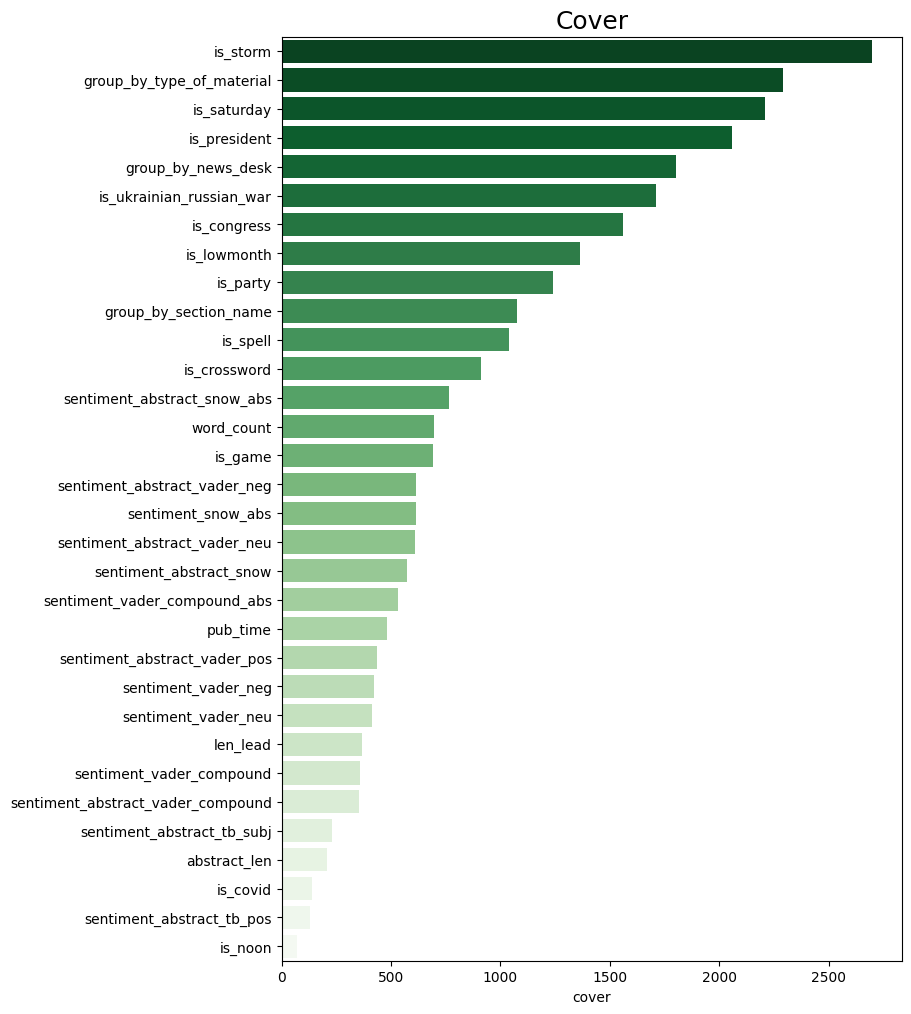 Cover
is_storm
group_by_type_of_material
is_saturday
is_president
group_by_news_desk
is_ukrainian_russian_war
is_congress
is_lowmonth
is_party
group_by_section_name
is_spell
is_crossword
sentiment_abstract_snow_abs
word_count
is_game
sentiment_abstract_vader_neg
sentiment_snow_abs
sentiment_abstract_vader_neu
sentiment_abstract_snow
sentiment_vader_compound_abs
pub_time
sentiment_abstract_vader_pos
sentiment_vader_neg
sentiment_vader_neu
len_lead
sentiment_vader_compound
sentiment_abstract_vader_compound
sentiment_abstract_tb_subj
abstract_len
is_covid
sentiment_abstract_tb_pos
is_noon
0 500 1000 1500 2000 2500
cover